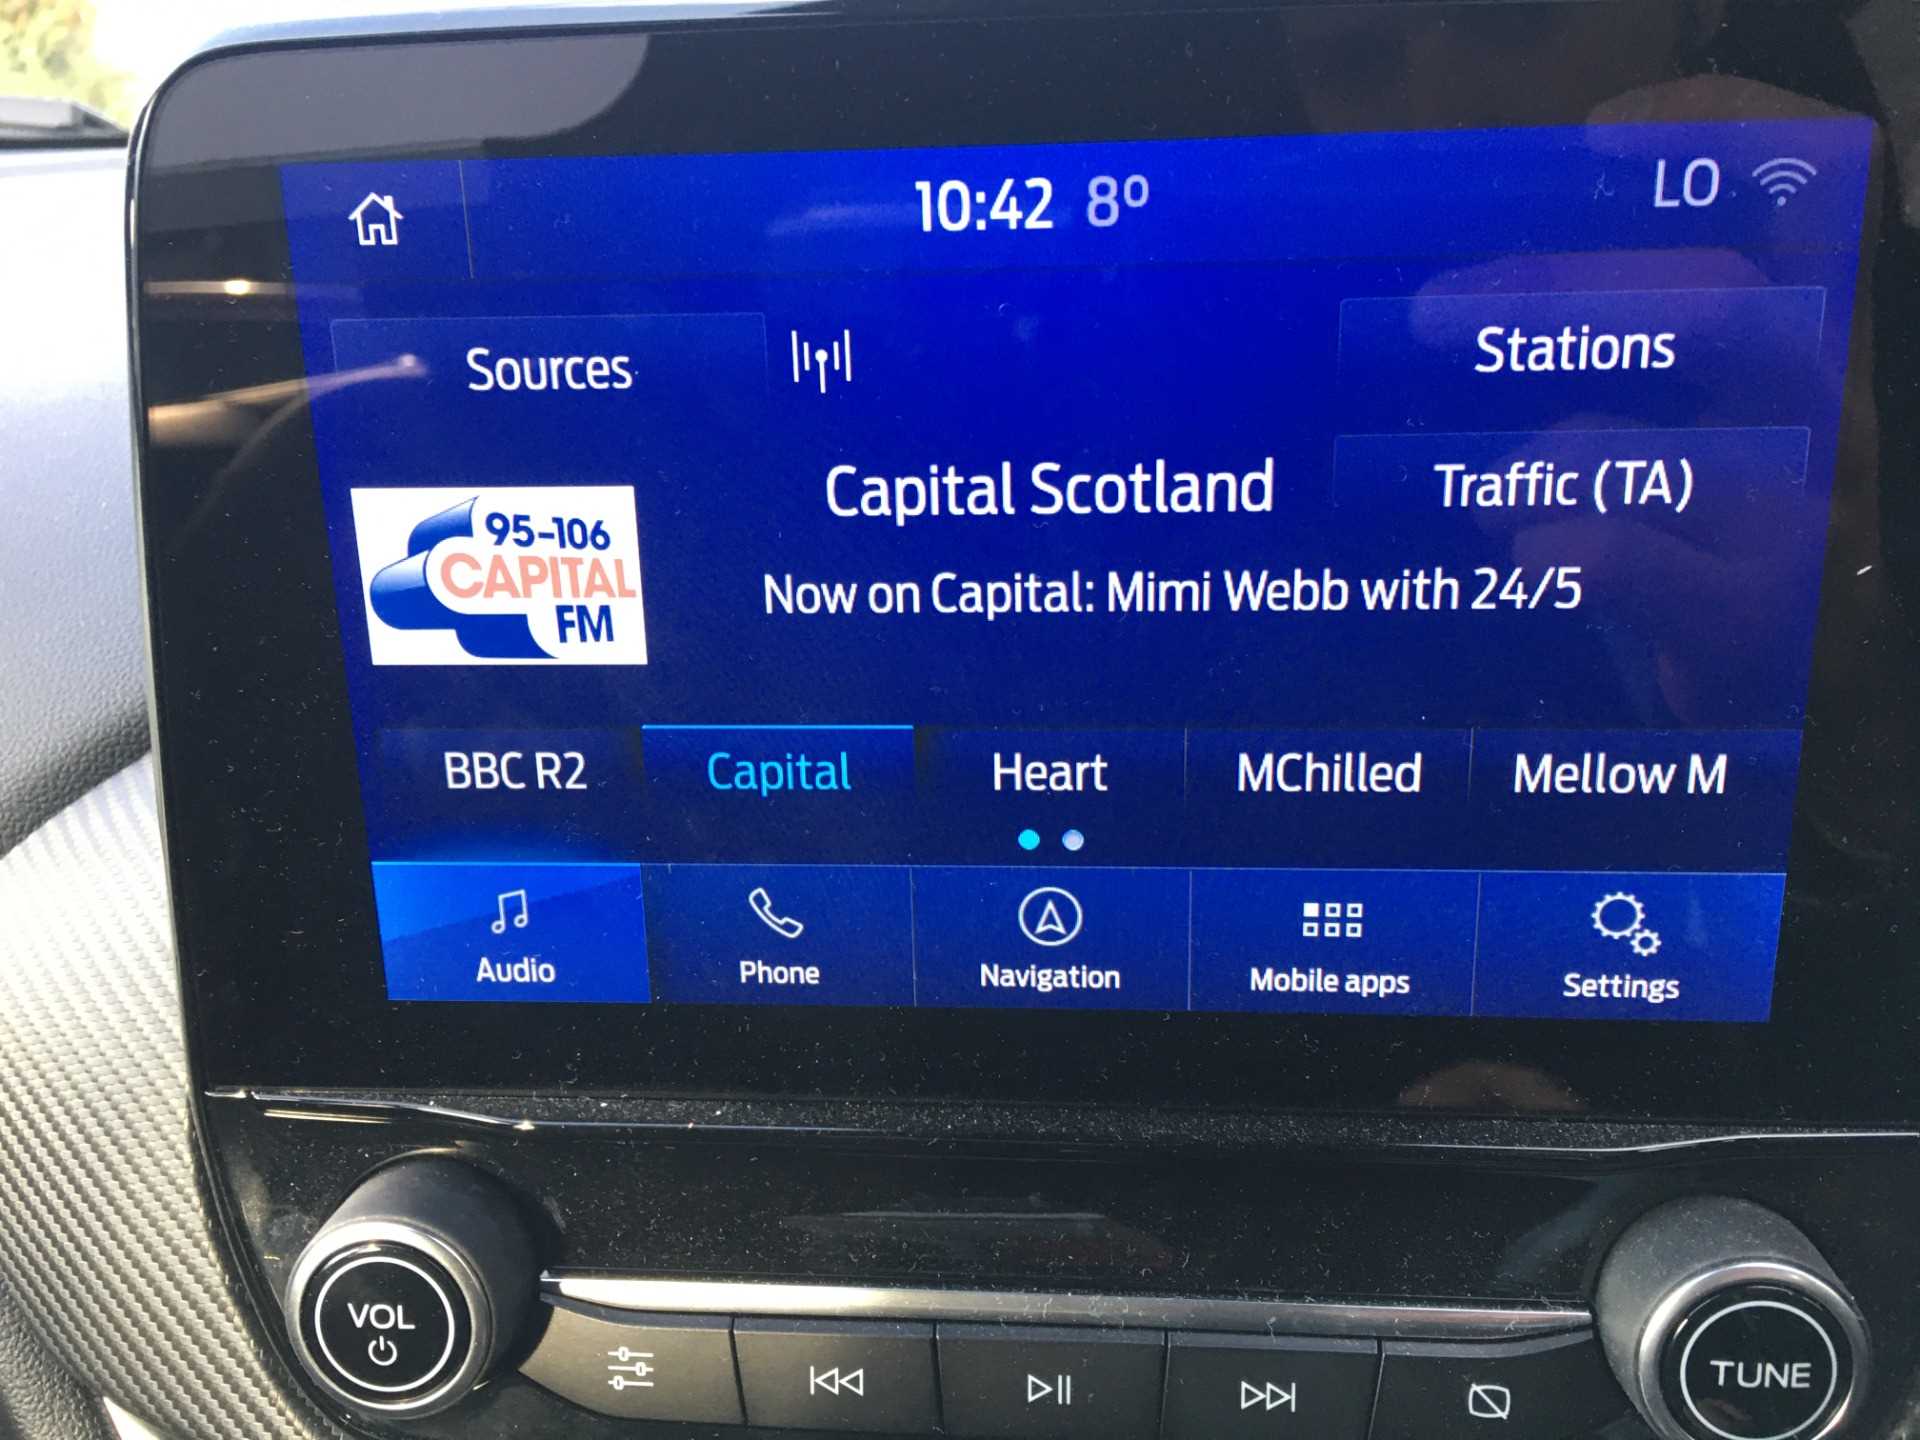 10:42 8° LO
Sources
Stations
Capital Scotland
Traffic (TA)
95-106
CAPITAL
FM
Now on Capital: Mimi Webb with 24/5
BBC R2 Capital Heart MChilled Mellow M
Audio Phone Navigation Mobile apps Settings
VOL
TUNE